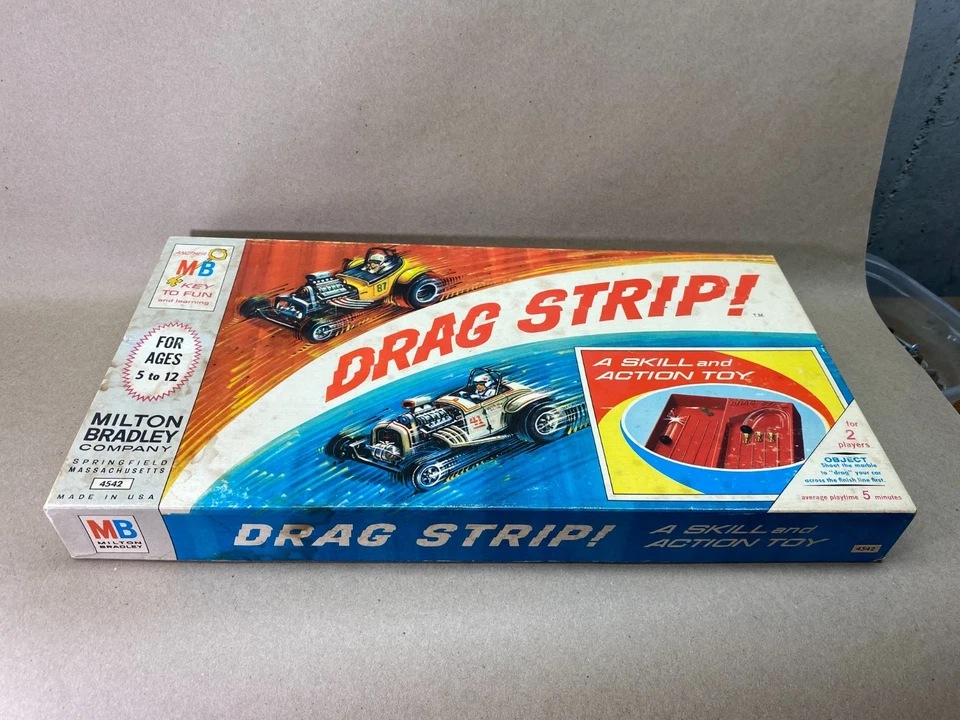 ANOTHER
MB
KEY
TO FUN
and learning
FOR
AGES
5 to 12
MILTON
BRADLEY
COMPANY
SPRINGFIELD
MASSACHUSETTS
4542
MADE IN USA
87
DRAG STRIP!
T.M.
41
A SKILL and
ACTION TOY
for
2
players
OBJECT
Shoot the marble
to "drag" your car
across the finish line first.
average playtime 5 minutes
MB
MILTON
BRADLEY
DRAG STRIP!
A SKILL and
ACTION TOY
4542